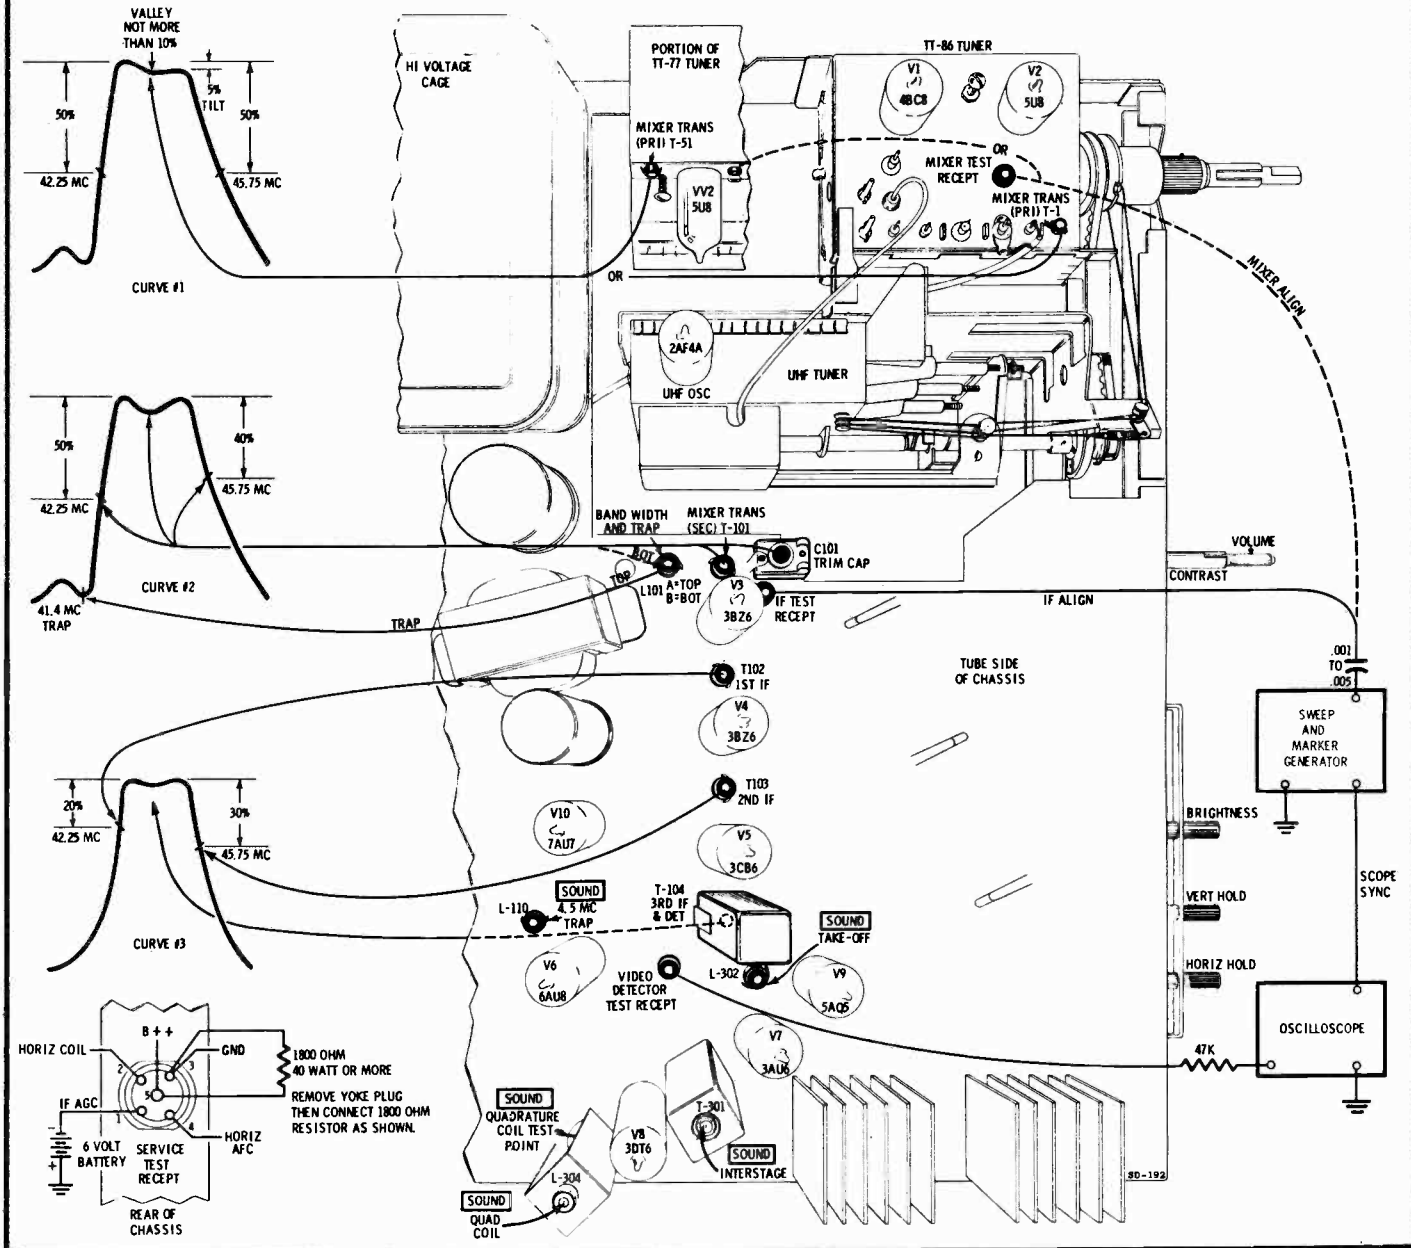 VALLEY
NOT MORE
THAN 10%
50%
5%
TILT
50%
42.25 MC
45.75 MC
CURVE #1
HI VOLTAGE
CAGE
PORTION OF
TT-77 TUNER
MIXER TRANS
(PRI) T-51
VV2
5U8
OR
TT-86 TUNER
V1
4BC8
V2
5U8
OR
MIXER TEST
RECEPT
MIXER TRANS
(PRI) T-1
MIXER ALIGN
2AF4A
UHF TUNER
UHF OSC
50%
40%
42.25 MC
45.75 MC
CURVE #2
41.4 MC
TRAP
TRAP
BAND WIDTH
AND TRAP
MIXER TRANS
(SEC) T-101
BOT
TOP
L101
A=TOP
B=BOT
C101
TRIM CAP
V3
3BZ6
IF TEST
RECEPT
IF ALIGN
VOLUME
CONTRAST
T102
1ST IF
TUBE SIDE
OF CHASSIS
.001
TO
.005
V4
3BZ6
SWEEP
AND
MARKER
GENERATOR
T103
2ND IF
20%
30%
42.25 MC
45.75 MC
CURVE #3
V10
7AU7
V5
3CB6
BRIGHTNESS
SCOPE
SYNC
VERT HOLD
HORIZ HOLD
L-110
SOUND
4.5 MC
TRAP
T-104
3RD IF
& DET
SOUND
TAKE-OFF
L-302
V6
6AU8
VIDEO
DETECTOR
TEST RECEPT
V9
5AQ5
V7
3AU6
47K
OSCILLOSCOPE
B++
HORIZ COIL
GND
2
3
5
1
4
1800 OHM
40 WATT OR MORE
REMOVE YOKE PLUG
THEN CONNECT 1800 OHM
RESISTOR AS SHOWN.
IF AGC
-
+
6 VOLT
BATTERY
SERVICE
TEST
RECEPT
HORIZ
AFC
REAR OF
CHASSIS
SOUND
QUADRATURE
COIL TEST
POINT
V8
3DT6
T-301
SOUND
INTERSTAGE
L-304
SOUND
QUAD
COIL
SD-192